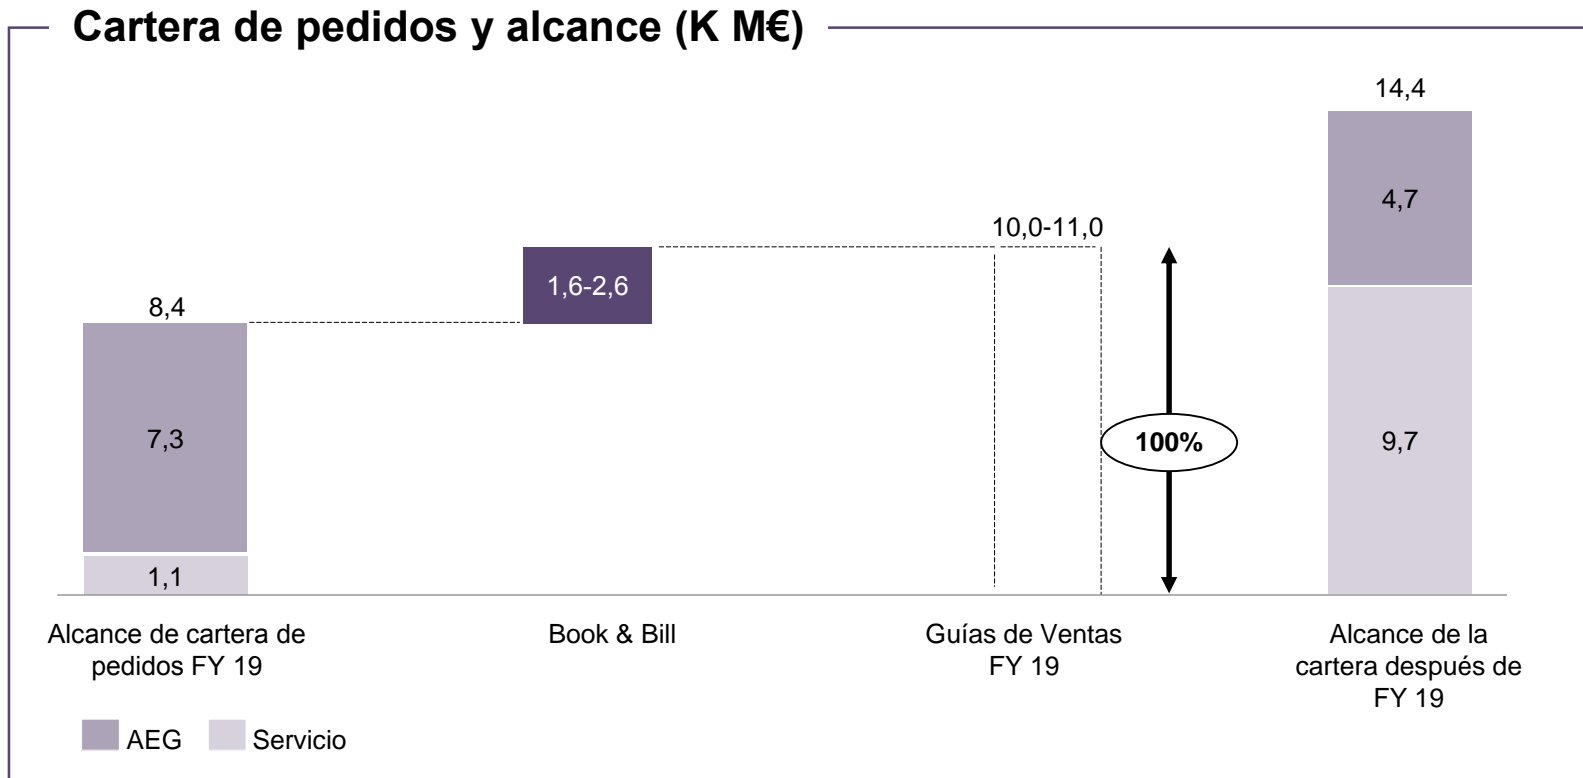 Cartera de pedidos y alcance (K M€)
14,4
4,7
10,0-11,0
1,6-2,6
8,4
7,3
100%
9,7
1,1
Alcance de cartera de
pedidos FY 19
Book & Bill
Guías de Ventas
FY 19
Alcance de la
cartera después de
FY 19
AEG
Servicio